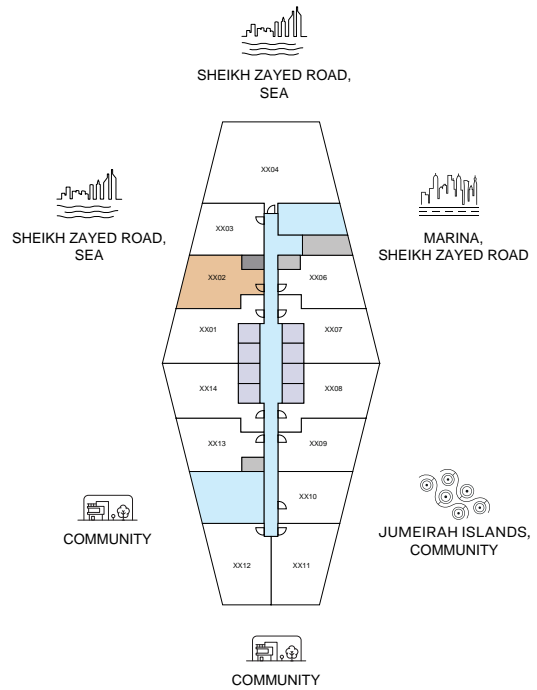 SHEIKH ZAYED ROAD,
SEA
XX04
SHEIKH ZAYED ROAD,
SEA
XX03
MARINA,
SHEIKH ZAYED ROAD
XX02
XX06
XX01
XX07
XX14
XX08
XX13
XX09
XX10
COMMUNITY
JUMEIRAH ISLANDS,
COMMUNITY
XX12
XX11
COMMUNITY